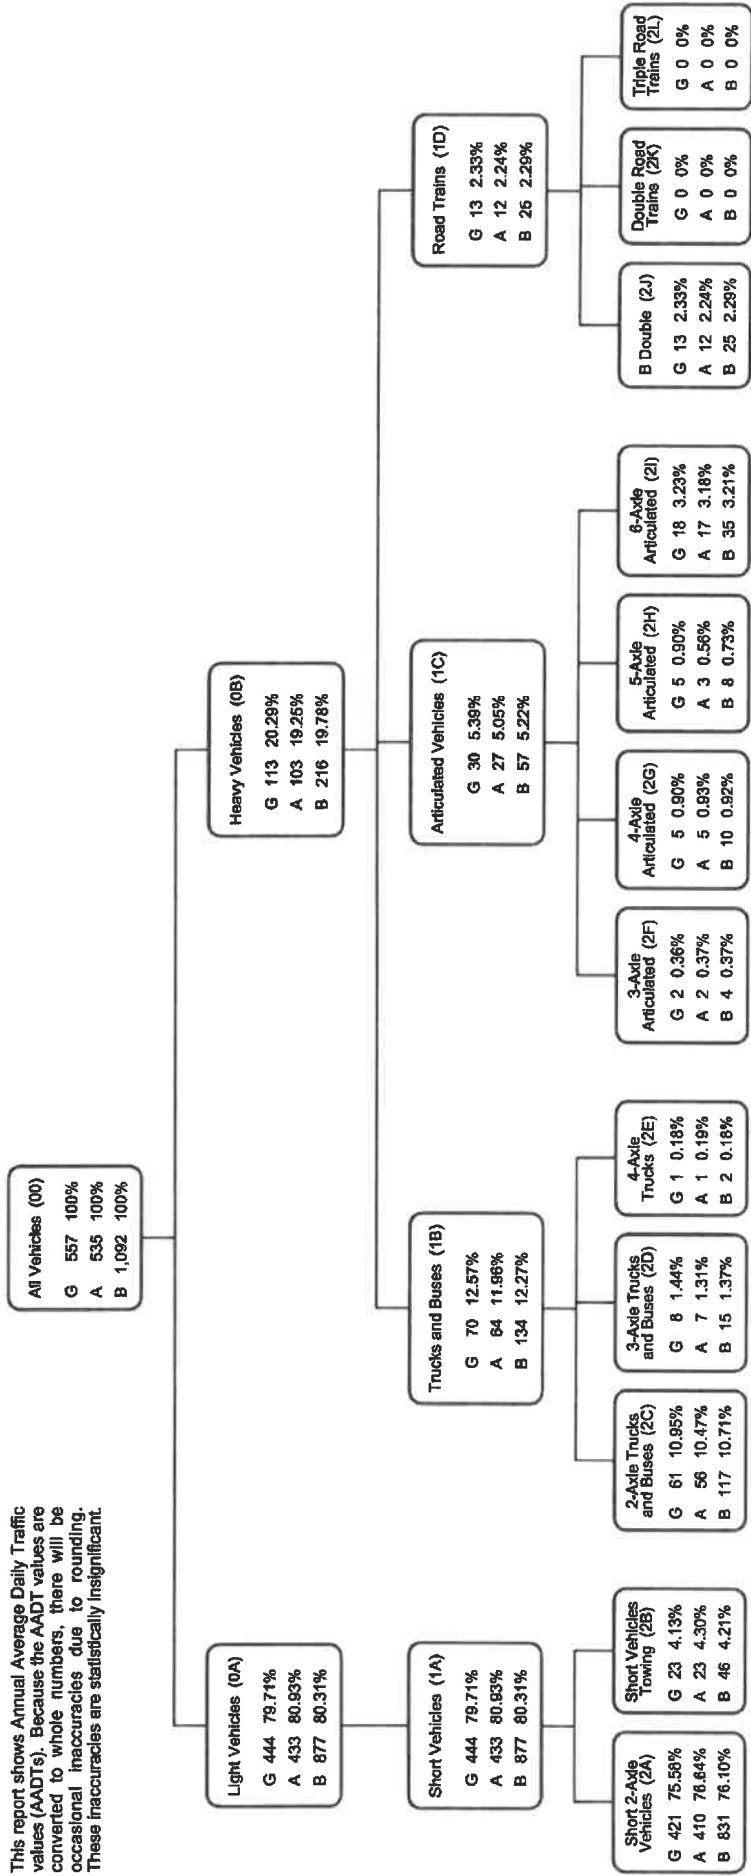 This report shows Annual Average Daily Traffic
values (AADTs). Because the AADT values are
converted to whole numbers, there will be
occasional inaccuracies due to rounding.
These inaccuracies are statistically insignificant.
All Vehicles (00)
G 557 100%
A 535 100%
B 1,092 100%
Light Vehicles (0A)
G 444 79.71%
A 433 80.93%
B 877 80.31%
Heavy Vehicles (0B)
G 113 20.29%
A 103 19.25%
B 216 19.78%
Short Vehicles (1A)
G 444 79.71%
A 433 80.93%
B 877 80.31%
Trucks and Buses (1B)
G 70 12.57%
A 64 11.96%
B 134 12.27%
Articulated Vehicles (1C)
G 30 5.39%
A 27 5.05%
B 57 5.22%
Road Trains (1D)
G 13 2.33%
A 12 2.24%
B 25 2.29%
Short 2-Axle
Vehicles (2A)
G 421 75.58%
A 410 76.64%
B 831 76.10%
Short Vehicles
Towing (2B)
G 23 4.13%
A 23 4.30%
B 46 4.21%
2-Axle Trucks
and Buses (2C)
G 61 10.95%
A 56 10.47%
B 117 10.71%
3-Axle Trucks
and Buses (2D)
G 8 1.44%
A 7 1.31%
B 15 1.37%
4-Axle
Trucks (2E)
G 1 0.18%
A 1 0.19%
B 2 0.18%
3-Axle
Articulated (2F)
G 2 0.36%
A 2 0.37%
B 4 0.37%
4-Axle
Articulated (2G)
G 5 0.90%
A 5 0.93%
B 10 0.92%
5-Axle
Articulated (2H)
G 5 0.90%
A 3 0.56%
B 8 0.73%
6-Axle
Articulated (2I)
G 18 3.23%
A 17 3.18%
B 35 3.21%
B Double (2J)
G 13 2.33%
A 12 2.24%
B 25 2.29%
Double Road
Trains (2K)
G 0 0%
A 0 0%
B 0 0%
Triple Road
Trains (2L)
G 0 0%
A 0 0%
B 0 0%